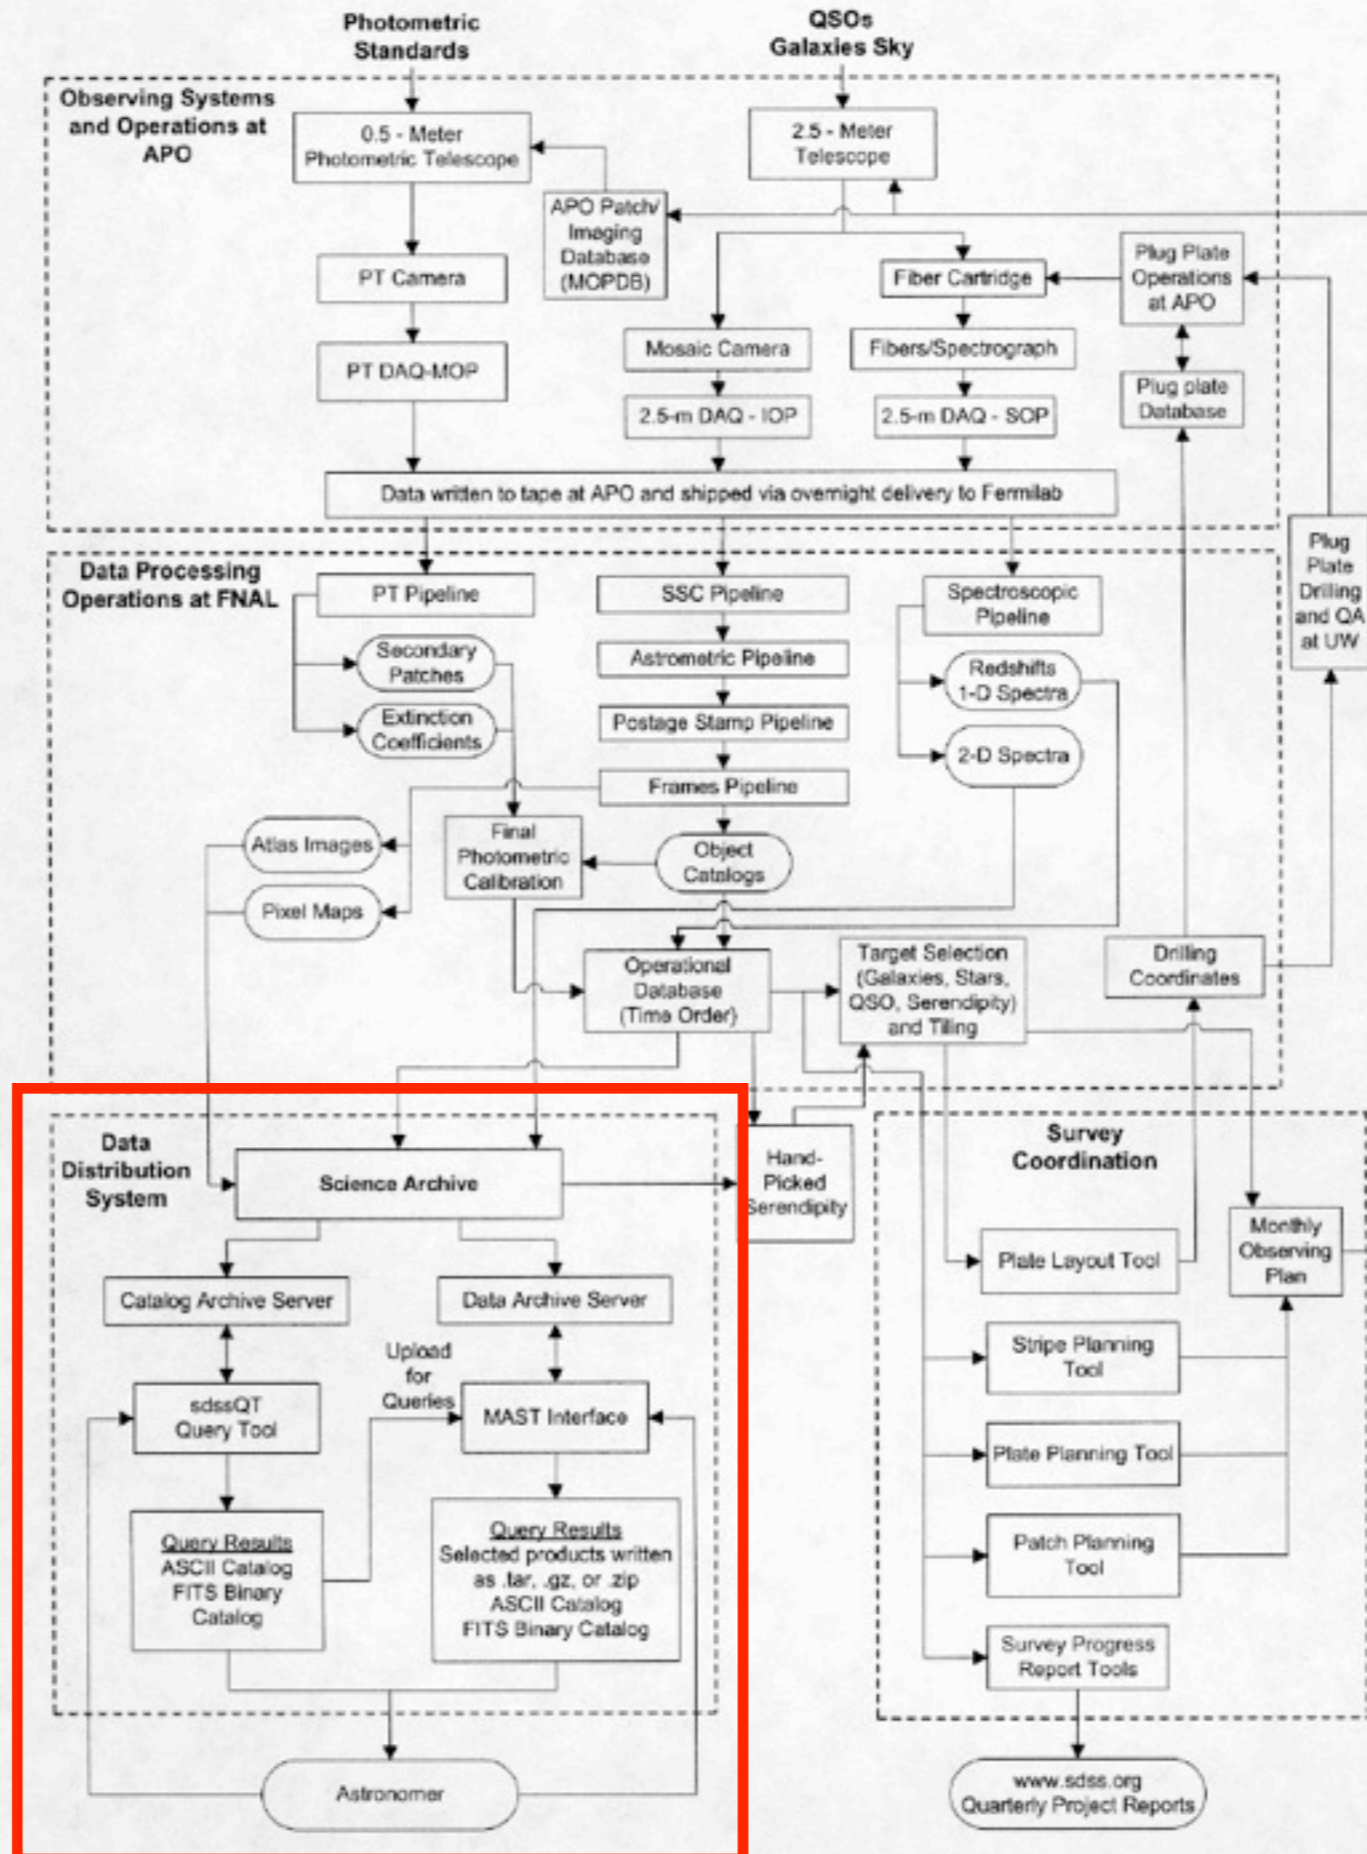 Photometric
Standards
QSOs
Galaxies Sky
Observing Systems
and Operations at
APO
0.5 - Meter
Photometric Telescope
2.5 - Meter
Telescope
APO Patch/
Imaging
Database
(MOPDB)
PT Camera
Fiber Cartridge
Plug Plate
Operations
at APO
PT DAQ-MOP
Mosaic Camera
Fibers/Spectrograph
Plug plate
Database
2.5-m DAQ - IOP
2.5-m DAQ - SOP
Data written to tape at APO and shipped via overnight delivery to Fermilab
Plug
Plate
Drilling
and QA
at UW
Data Processing
Operations at FNAL
PT Pipeline
SSC Pipeline
Spectroscopic
Pipeline
Secondary
Patches
Astrometric Pipeline
Redshifts
1-D Spectra
Extinction
Coefficients
Postage Stamp Pipeline
2-D Spectra
Frames Pipeline
Atlas Images
Final
Photometric
Calibration
Object
Catalogs
Pixel Maps
Operational
Database
(Time Order)
Target Selection
(Galaxies, Stars,
QSO, Serendipity)
and Tilling
Drilling
Coordinates
Data
Distribution
System
Science Archive
Hand-
Picked
Serendipity
Survey
Coordination
Monthly
Observing
Plan
Plate Layout Tool
Catalog Archive Server
Data Archive Server
Upload
for
Queries
Stripe Planning
Tool
sdssQT
Query Tool
MAST Interface
Plate Planning Tool
Query Results
ASCII Catalog
FITS Binary
Catalog
Query Results
Selected products written
as .tar, .gz, or .zip
ASCII Catalog
FITS Binary Catalog
Patch Planning
Tool
Survey Progress
Report Tools
Astronomer
www.sdss.org
Quarterly Project Reports